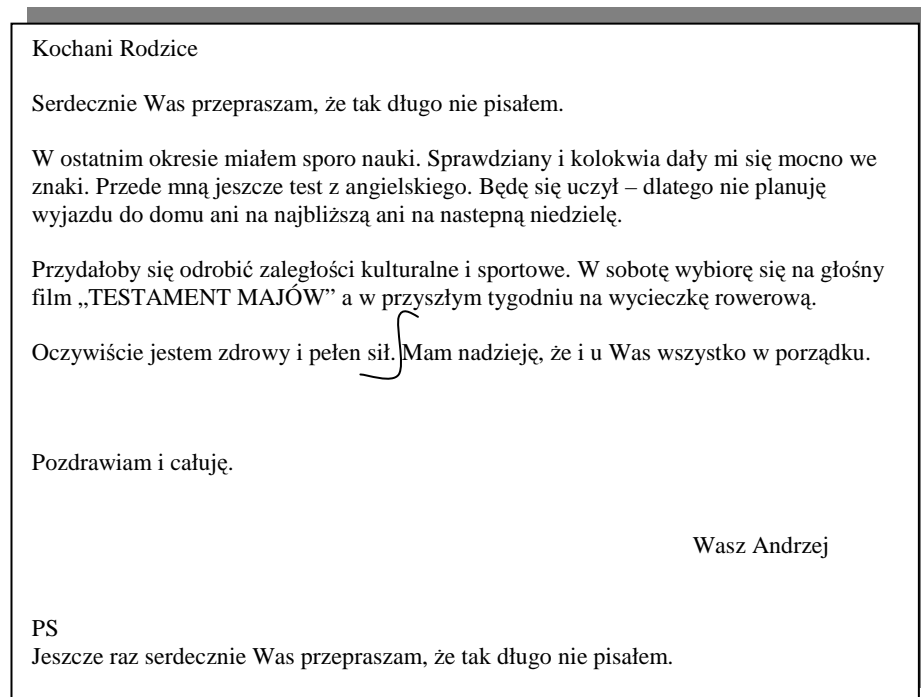 Kochani Rodzice
Serdecznie Was przepraszam, że tak długo nie pisałem.
W ostatnim okresie miałem sporo nauki. Sprawdziany i kolokwia dały mi się mocno we
znaki. Przede mną jeszcze test z angielskiego. Będę się uczył – dlatego nie planuję
wyjazdu do domu ani na najbliższą ani na nastepną niedzielę.
Przydałoby się odrobić zaległości kulturalne i sportowe. W sobotę wybiorę się na głośny
film „TESTAMENT MAJÓW” a w przyszłym tygodniu na wycieczkę rowerową.
Oczywiście jestem zdrowy i pełen sił. Mam nadzieję, że i u Was wszystko w porządku.
Pozdrawiam i całuję.
Wasz Andrzej
PS
Jeszcze raz serdecznie Was przepraszam, że tak długo nie pisałem.